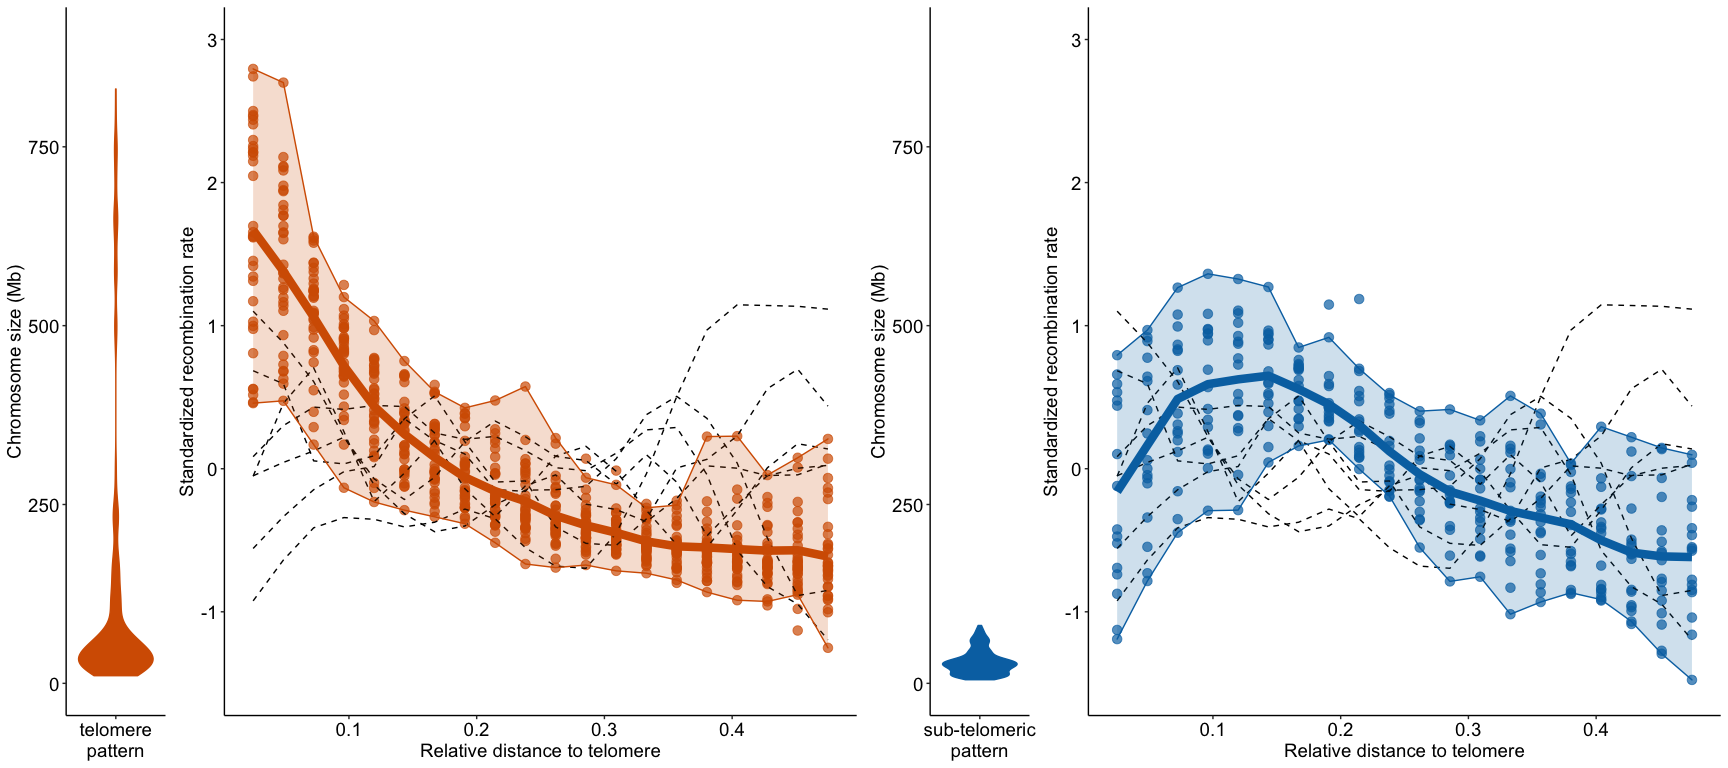 Chromosome size (Mb)
750
500
250
0
telomere
pattern
Standardized recombination rate
3
2
1
0
-1
0.1
0.2
0.3
0.4
Relative distance to telomere
Chromosome size (Mb)
750
500
250
0
sub-telomeric
pattern
Standardized recombination rate
3
2
1
0
-1
0.1
0.2
0.3
0.4
Relative distance to telomere